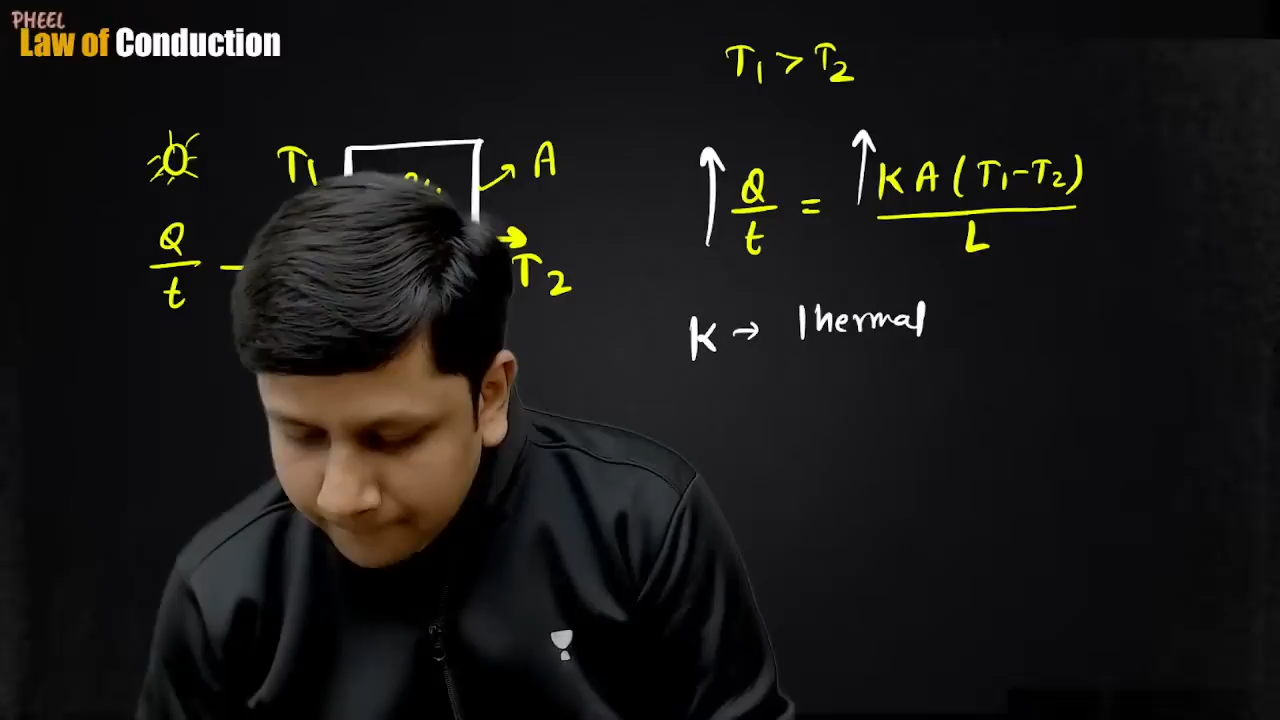 PHEEL
Law of Conduction
T1 > T2
T1
A
Q/t =
T2
Q/t = KA(T1-T2)/L
K → Thermal